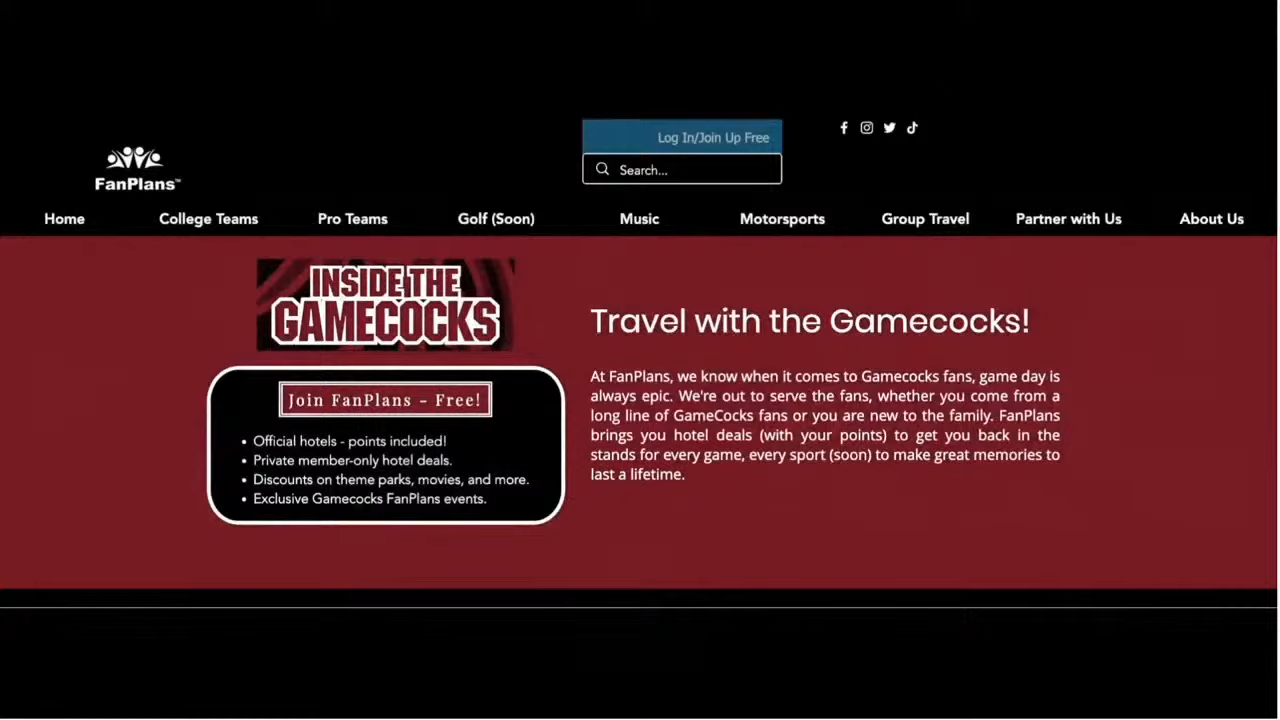 Log In/Join Up Free
Search...
FanPlans™
Home College Teams Pro Teams Golf (Soon) Music Motorsports Group Travel Partner with Us About Us
INSIDE THE
GAMECOCKS
Join FanPlans - Free!
• Official hotels - points included!
• Private member-only hotel deals.
• Discounts on theme parks, movies, and more.
• Exclusive Gamecocks FanPlans events.
Travel with the Gamecocks!
At FanPlans, we know when it comes to Gamecocks fans, game day is
always epic. We're out to serve the fans, whether you come from a
long line of GameCocks fans or you are new to the family. FanPlans
brings you hotel deals (with your points) to get you back in the
stands for every game, every sport (soon) to make great memories to
last a lifetime.